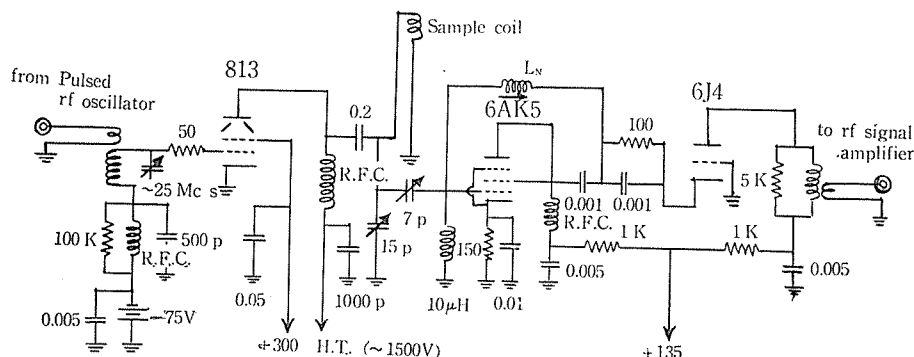 from Pulsed
rf oscillator
813
50
~25 Mc s
100 K
500 p
R.F.C.
0.005
-75V
0.05
+300
H.T. (~1500V)
0.2
R.F.C.
1000 p
15 p
7 p
Sample coil
L_N
6AK5
10μH
150
0.01
R.F.C.
0.005
0.001
0.001
100
1 K
6J4
5 K
1 K
0.005
+135
to rf signal
amplifier